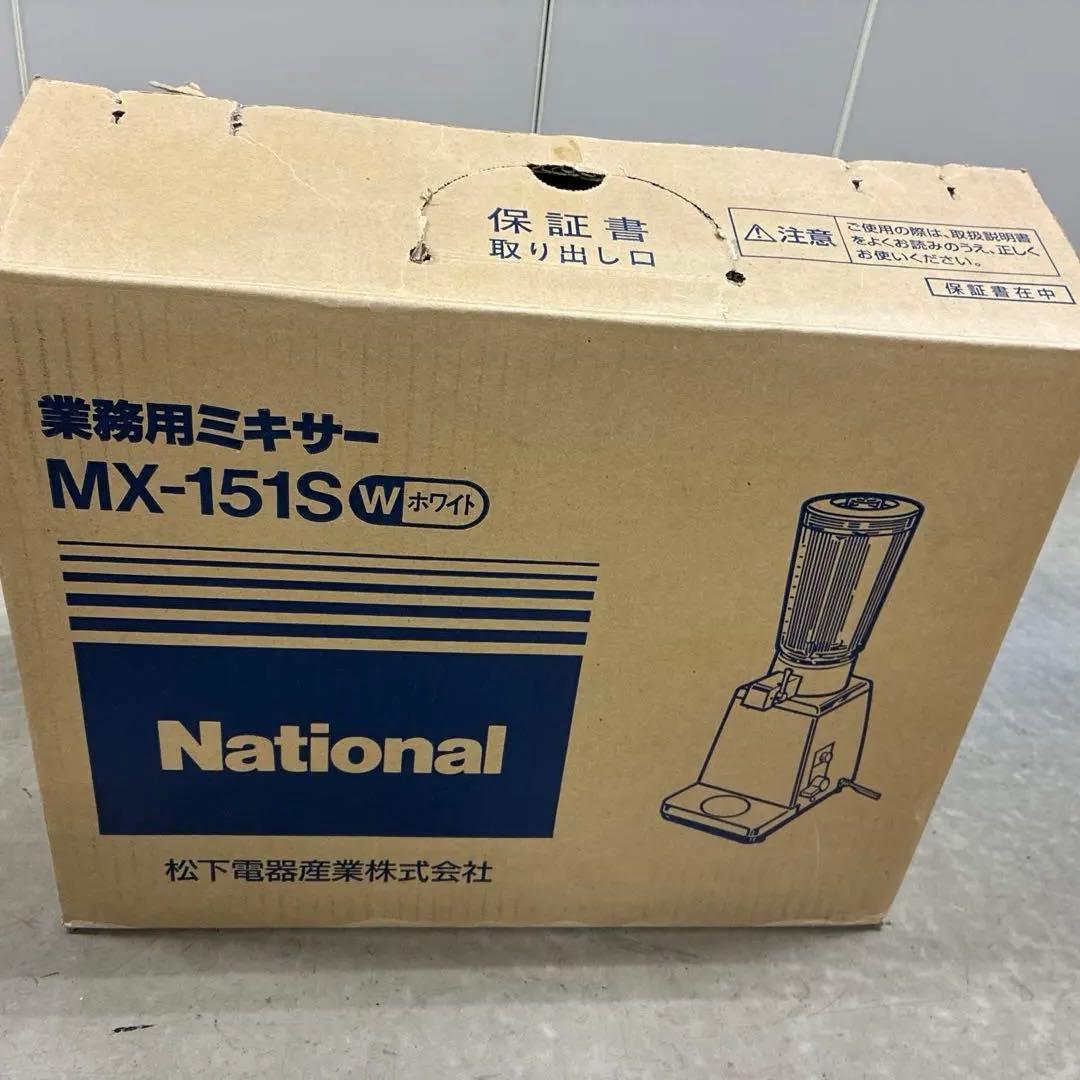 保証書
取り出し口
⚠注意
ご使用の際は、取扱説明書
をよくお読みのうえ、正しく
お使いください。
保証書在中
業務用ミキサー
MX-151S Ⓦホワイト
National
松下電器産業株式会社